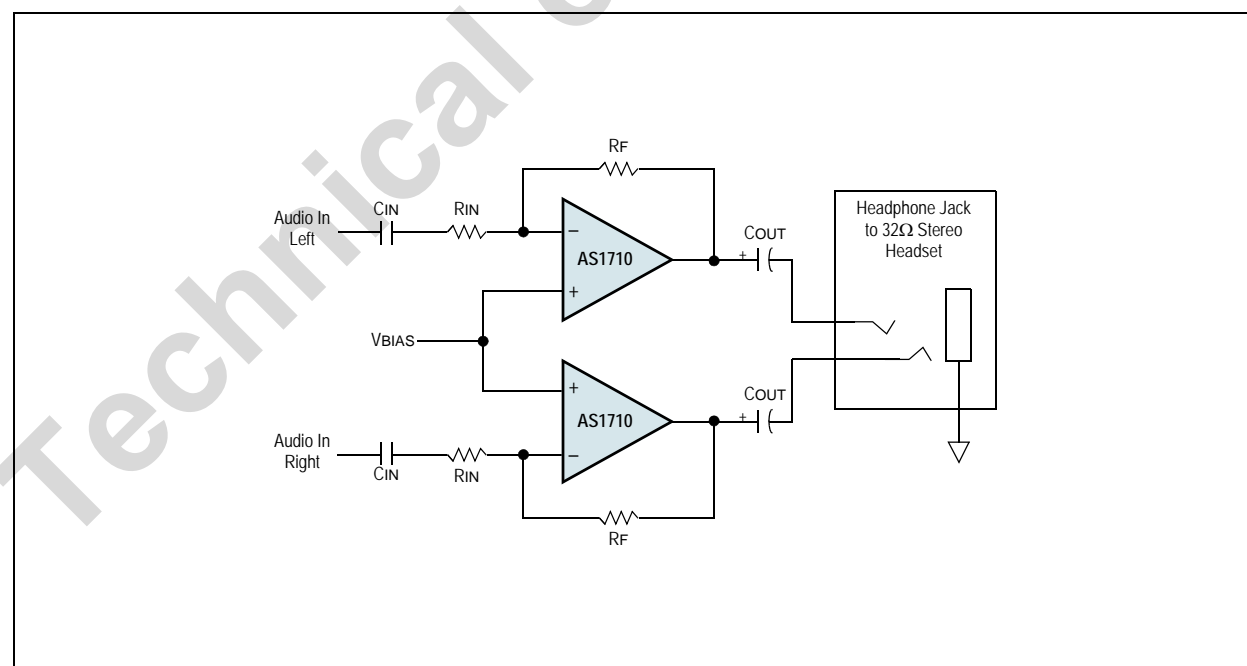 Technical
RF
Audio In
Left
CIN
RIN
−
AS1710
+
COUT
+
Headphone Jack
to 32Ω Stereo
Headset
VBIAS
+
AS1710
−
COUT
+
Audio In
Right
CIN
RIN
RF